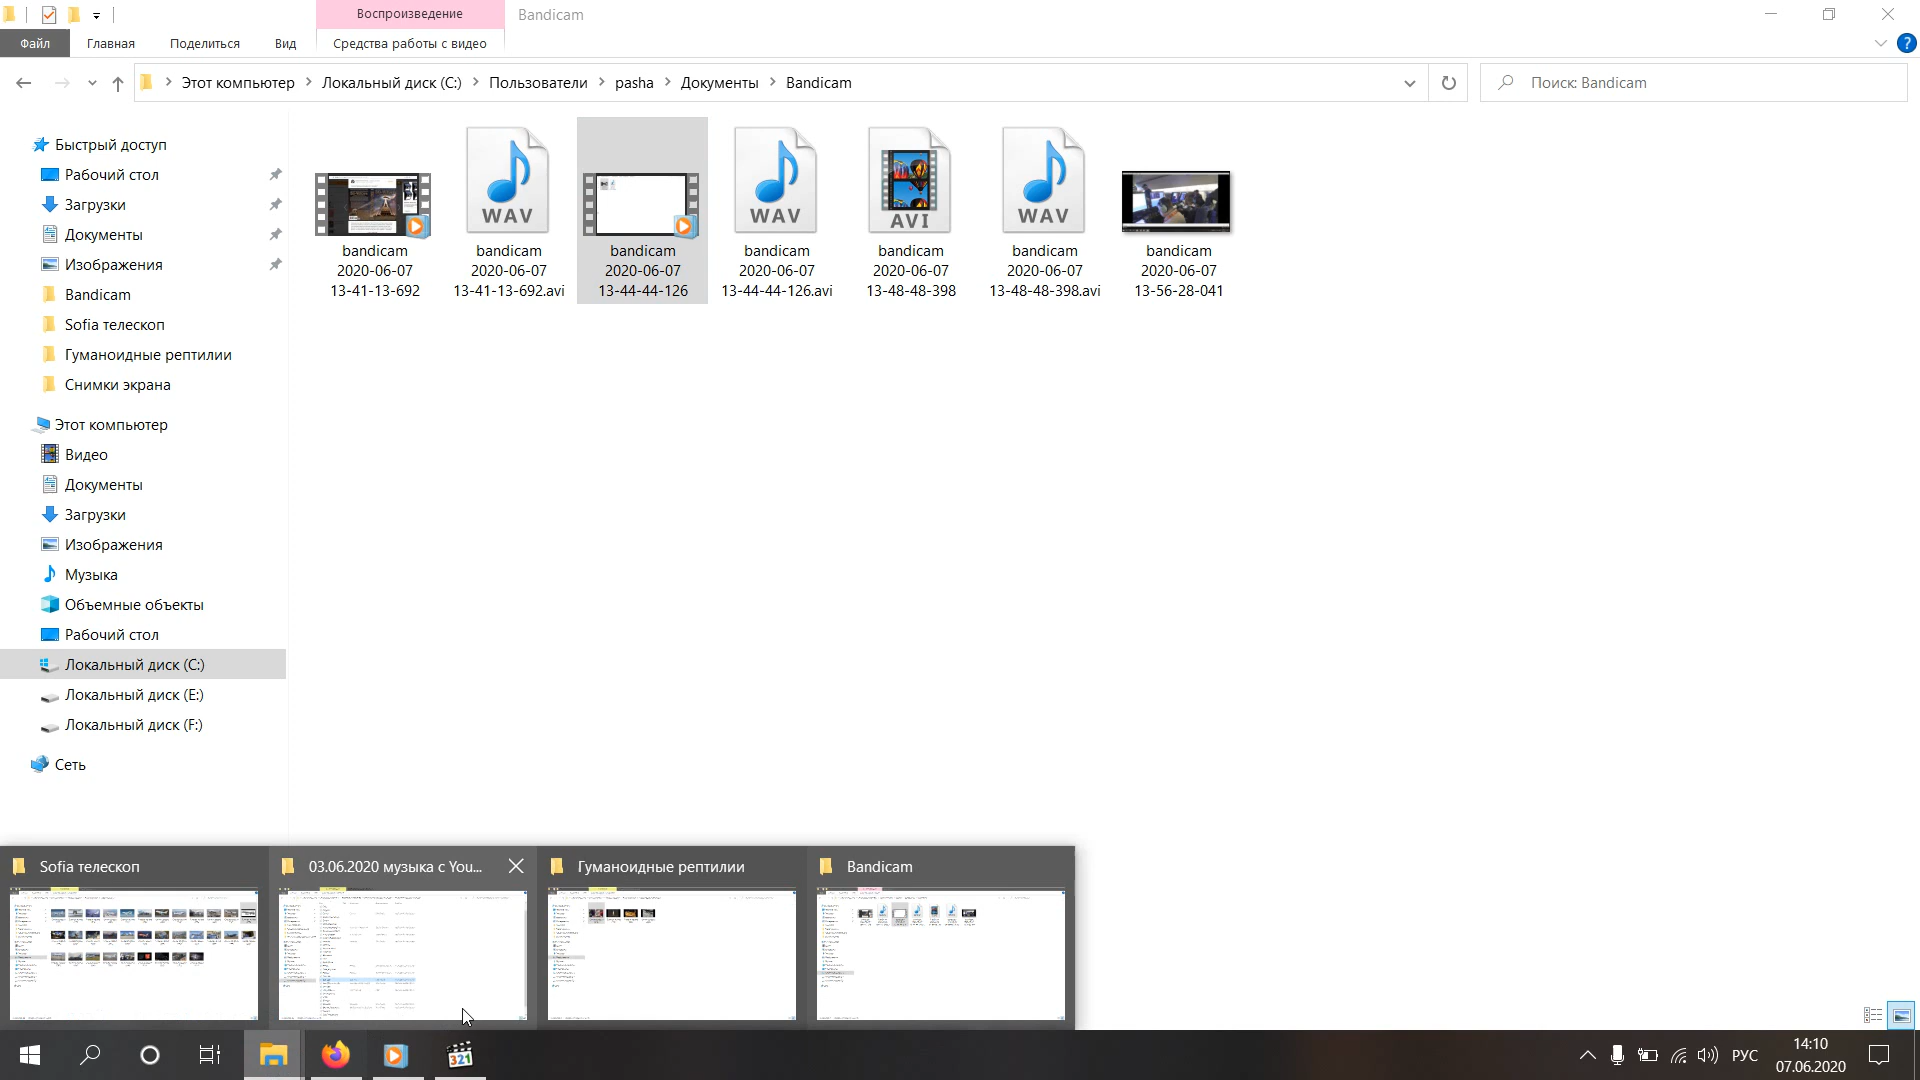 Воспроизведение
Bandicam
Файл
Главная
Поделиться
Вид
Средства работы с видео
Этот компьютер
Локальный диск (C:)
Пользователи
pasha
Документы
Bandicam
Поиск: Bandicam
Быстрый доступ
Рабочий стол
Загрузки
Документы
Изображения
Bandicam
Sofia телескоп
Гуманоидные рептилии
Снимки экрана
Этот компьютер
Видео
Документы
Загрузки
Изображения
Музыка
Объемные объекты
Рабочий стол
Локальный диск (C:)
Локальный диск (E:)
Локальный диск (F:)
Сеть
bandicam
2020-06-07
13-41-13-692
WAV
bandicam
2020-06-07
13-41-13-692.avi
bandicam
2020-06-07
13-44-44-126
WAV
bandicam
2020-06-07
13-44-44-126.avi
AVI
bandicam
2020-06-07
13-48-48-398
WAV
bandicam
2020-06-07
13-48-48-398.avi
bandicam
2020-06-07
13-56-28-041
Sofia телескоп
03.06.2020 музыка с You...
Гуманоидные рептилии
Bandicam
321
РУС
14:10
07.06.2020